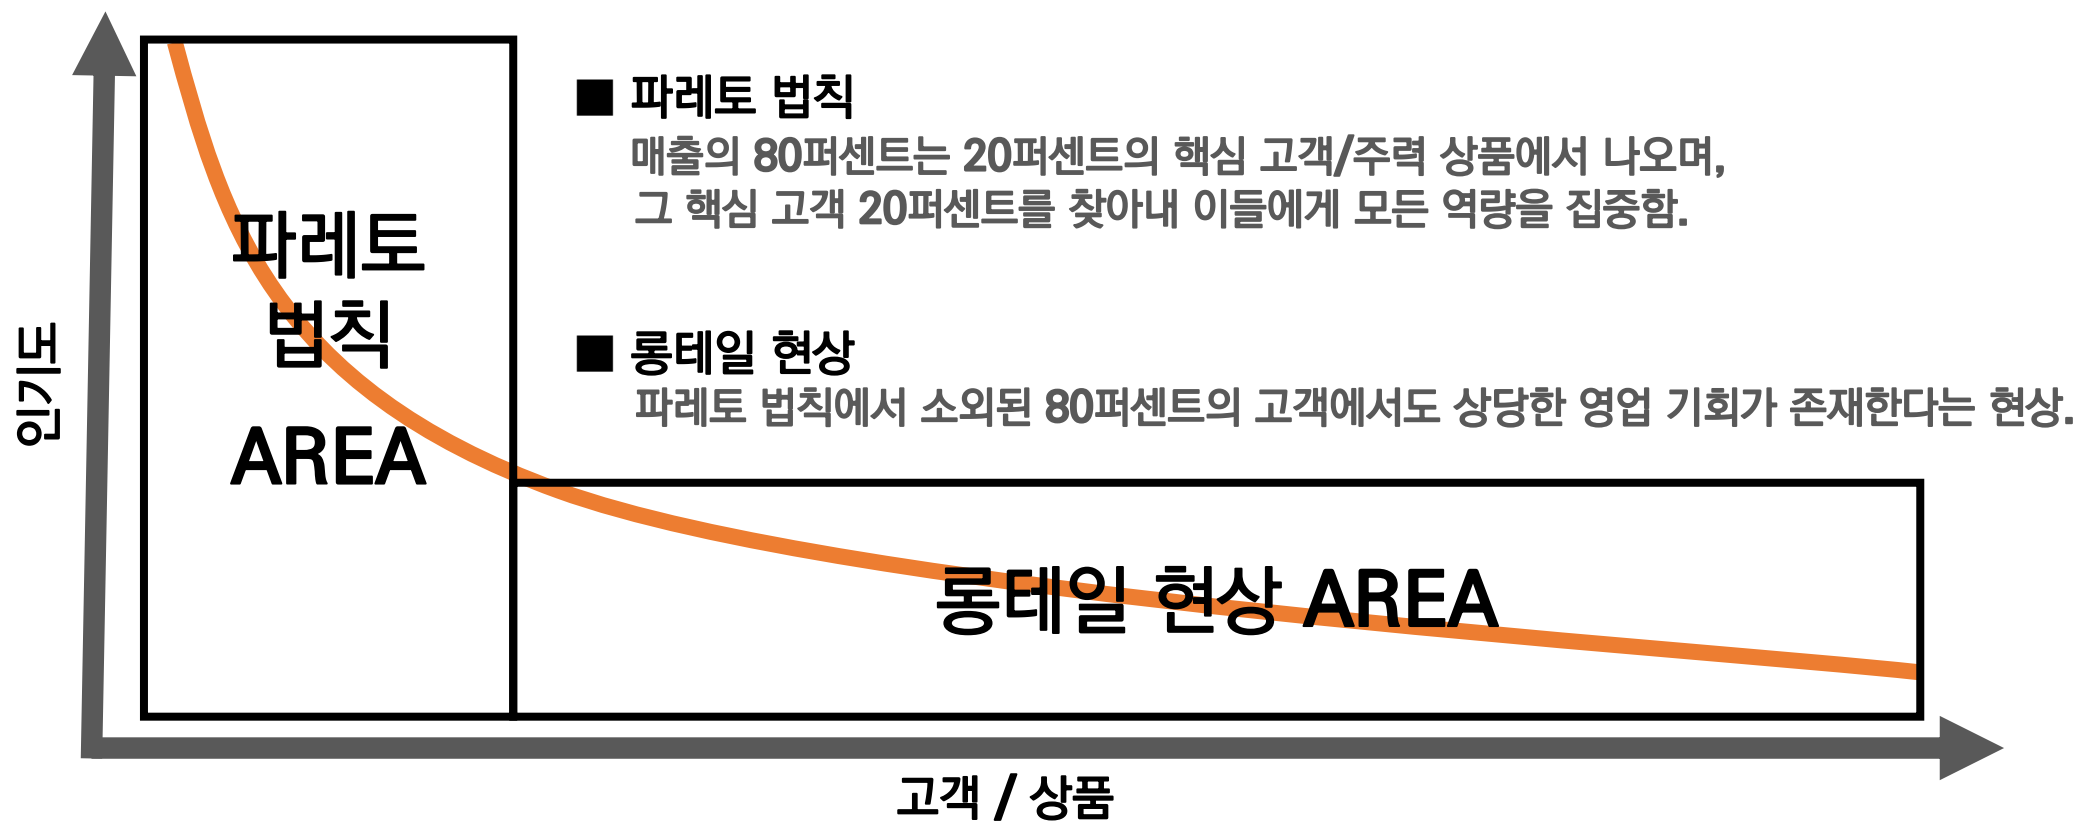 ■ 파레토 법칙
매출의 80퍼센트는 20퍼센트의 핵심 고객/주력 상품에서 나오며,
그 핵심 고객 20퍼센트를 찾아내 이들에게 모든 역량을 집중함.
■ 롱테일 현상
파레토 법칙에서 소외된 80퍼센트의 고객에서도 상당한 영업 기회가 존재한다는 현상.
파레토
법칙
AREA
롱테일 현상 AREA
인기도
고객 / 상품